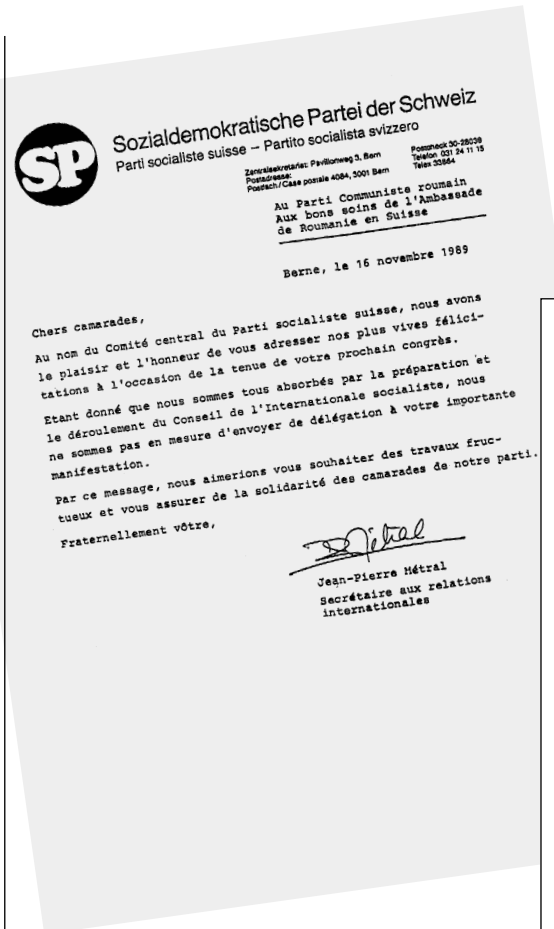 SP
Sozialdemokratische Partei der Schweiz
Parti socialiste suisse – Partito socialista svizzero
Zentralsekretariat: Pavillonweg 3, Bern
Postadresse:
Postfach/Case postale 4084, 3001 Bern
Postcheck 30-28039
Telefon 031 24 11 15
Telex 33864
Au Parti Communiste roumain
Aux bons soins de l'Ambassade
de Roumanie en Suisse
Berne, le 16 novembre 1989
Chers camarades,
Au nom du Comité central du Parti socialiste suisse, nous avons
le plaisir et l'honneur de vous adresser nos plus vives félici-
tations à l'occasion de la tenue de votre prochain congrès.
Etant donné que nous sommes tous absorbés par la préparation et
le déroulement du Conseil de l'Internationale socialiste, nous
ne sommes pas en mesure d'envoyer de délégation à votre importante
manifestation.
Par ce message, nous aimerions vous souhaiter des travaux fruc-
tueux et vous assurer de la solidarité des camarades de notre parti.
Fraternellement vôtre,
Jean-Pierre Métral
Secrétaire aux relations
internationales